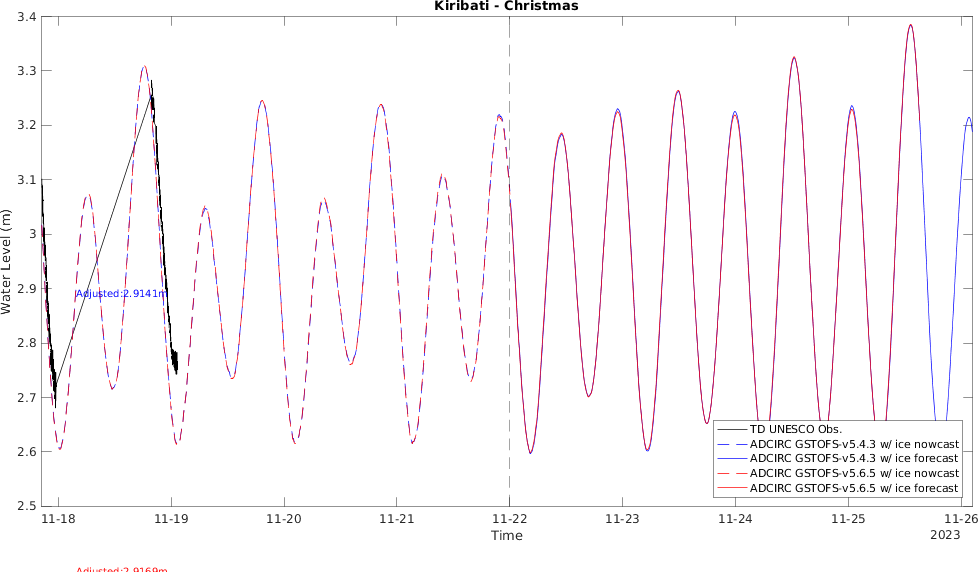 Kiribati - Christmas
3.4
3.3
3.2
3.1
3
2.9
2.8
2.7
2.6
2.5
Water Level (m)
Adjusted:2.9141m
TD UNESCO Obs.
ADCIRC GSTOFS-v5.4.3 w/ ice nowcast
ADCIRC GSTOFS-v5.4.3 w/ ice forecast
ADCIRC GSTOFS-v5.6.5 w/ ice nowcast
ADCIRC GSTOFS-v5.6.5 w/ ice forecast
11-18 11-19 11-20 11-21 11-22 11-23 11-24 11-25 11-26
Time
2023
Adjusted:2.9169m